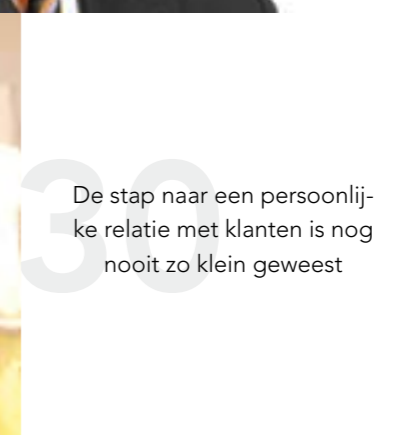 30
De stap naar een persoonlij-
ke relatie met klanten is nog
nooit zo klein geweest